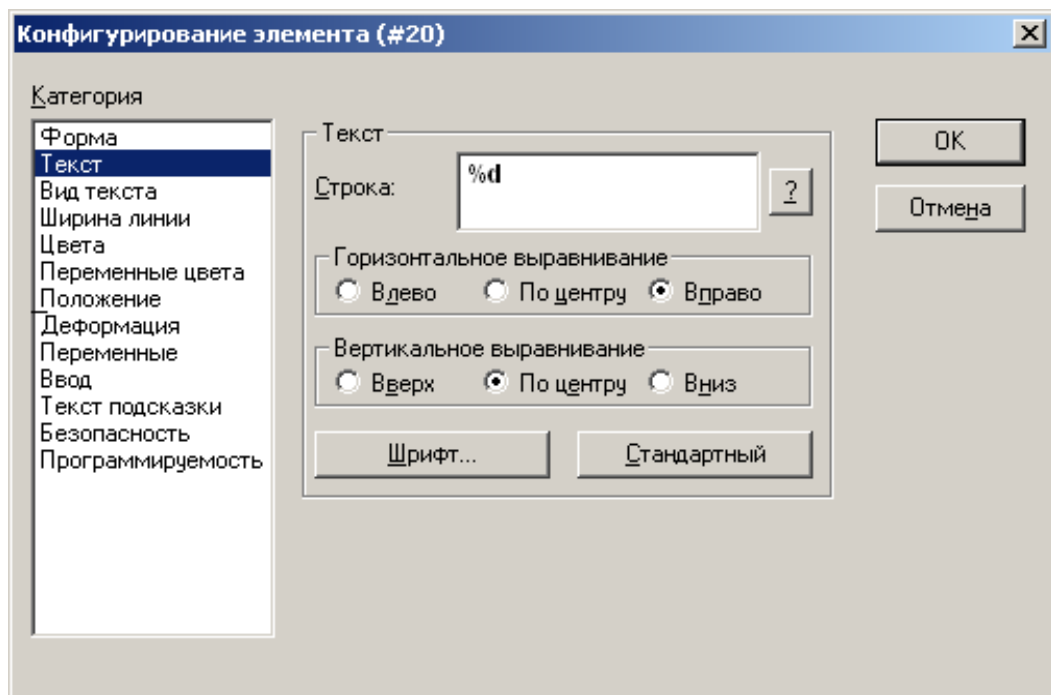 Конфигурирование элемента (#20)
Категория
Форма
Текст
Вид текста
Ширина линии
Цвета
Переменные цвета
Положение
Деформация
Переменные
Ввод
Текст подсказки
Безопасность
Программируемость
Текст
Строка:
%d
?
Горизонтальное выравнивание
Влево По центру Вправо
Вертикальное выравнивание
Вверх По центру Вниз
Шрифт... Стандартный
OK
Отмена